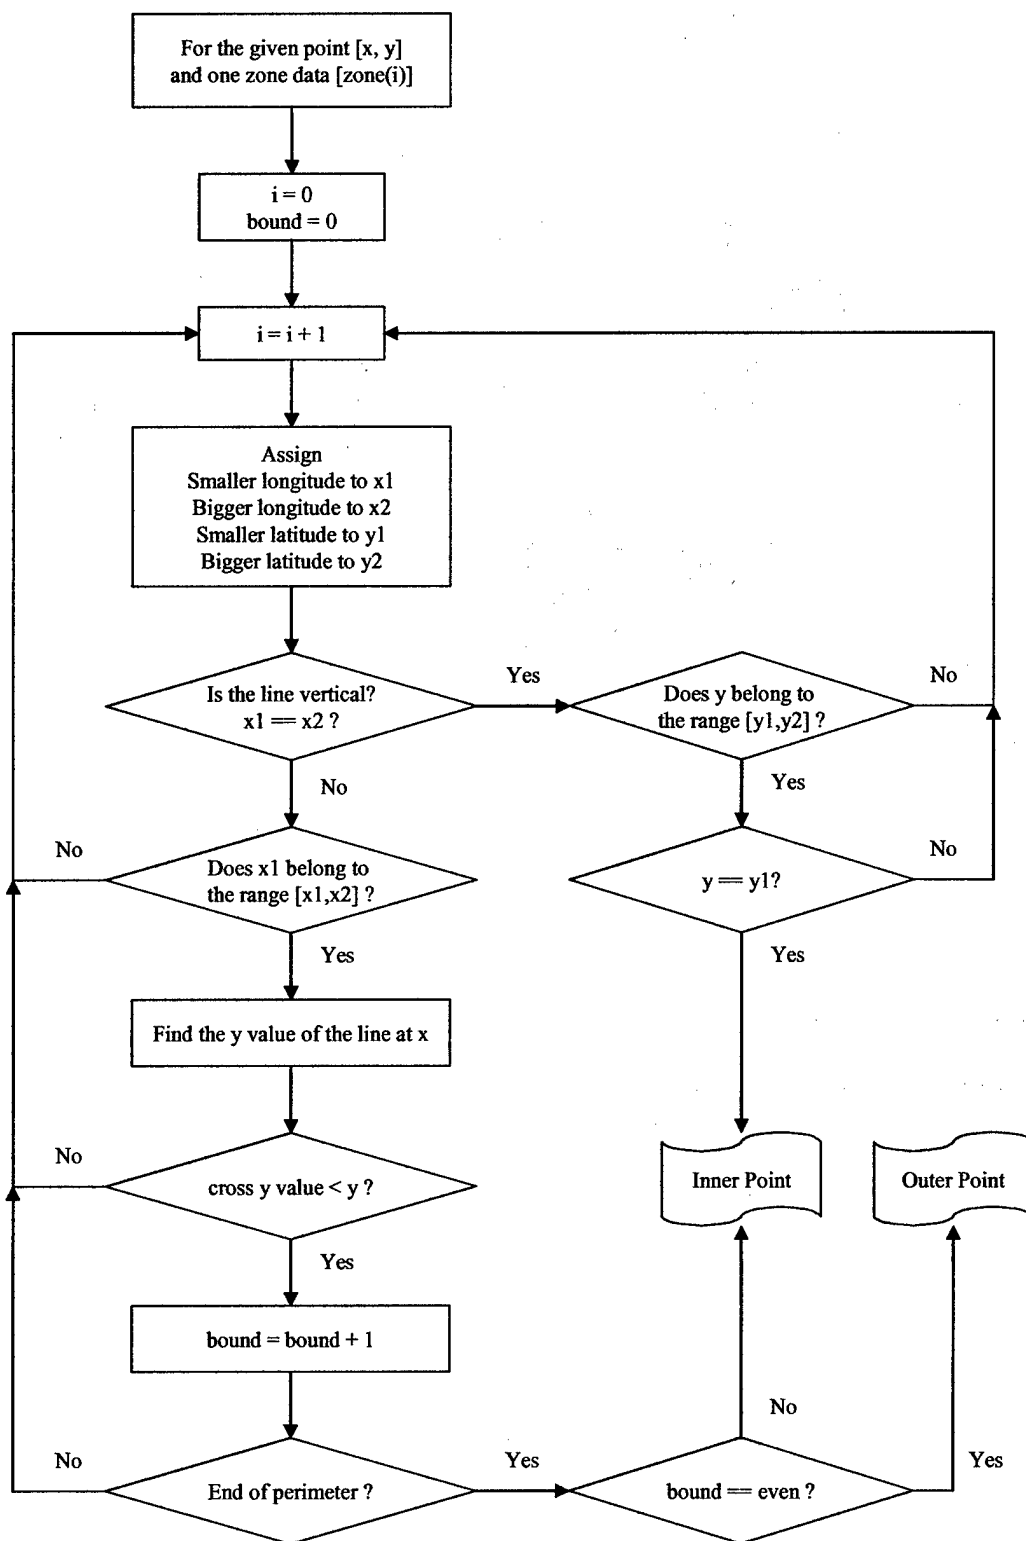 For the given point [x, y]
and one zone data [zone(i)]
i = 0
bound = 0
i = i + 1
Assign
Smaller longitude to x1
Bigger longitude to x2
Smaller latitude to y1
Bigger latitude to y2
Is the line vertical?
x1 == x2 ?
Yes
Does y belong to
the range [y1,y2] ?
No
No
Yes
Does x1 belong to
the range [x1,x2] ?
No
y == y1?
No
Yes
Yes
Find the y value of the line at x
cross y value < y ?
No
Inner Point
Outer Point
Yes
bound = bound + 1
No
End of perimeter ?
No
Yes
bound == even ?
Yes